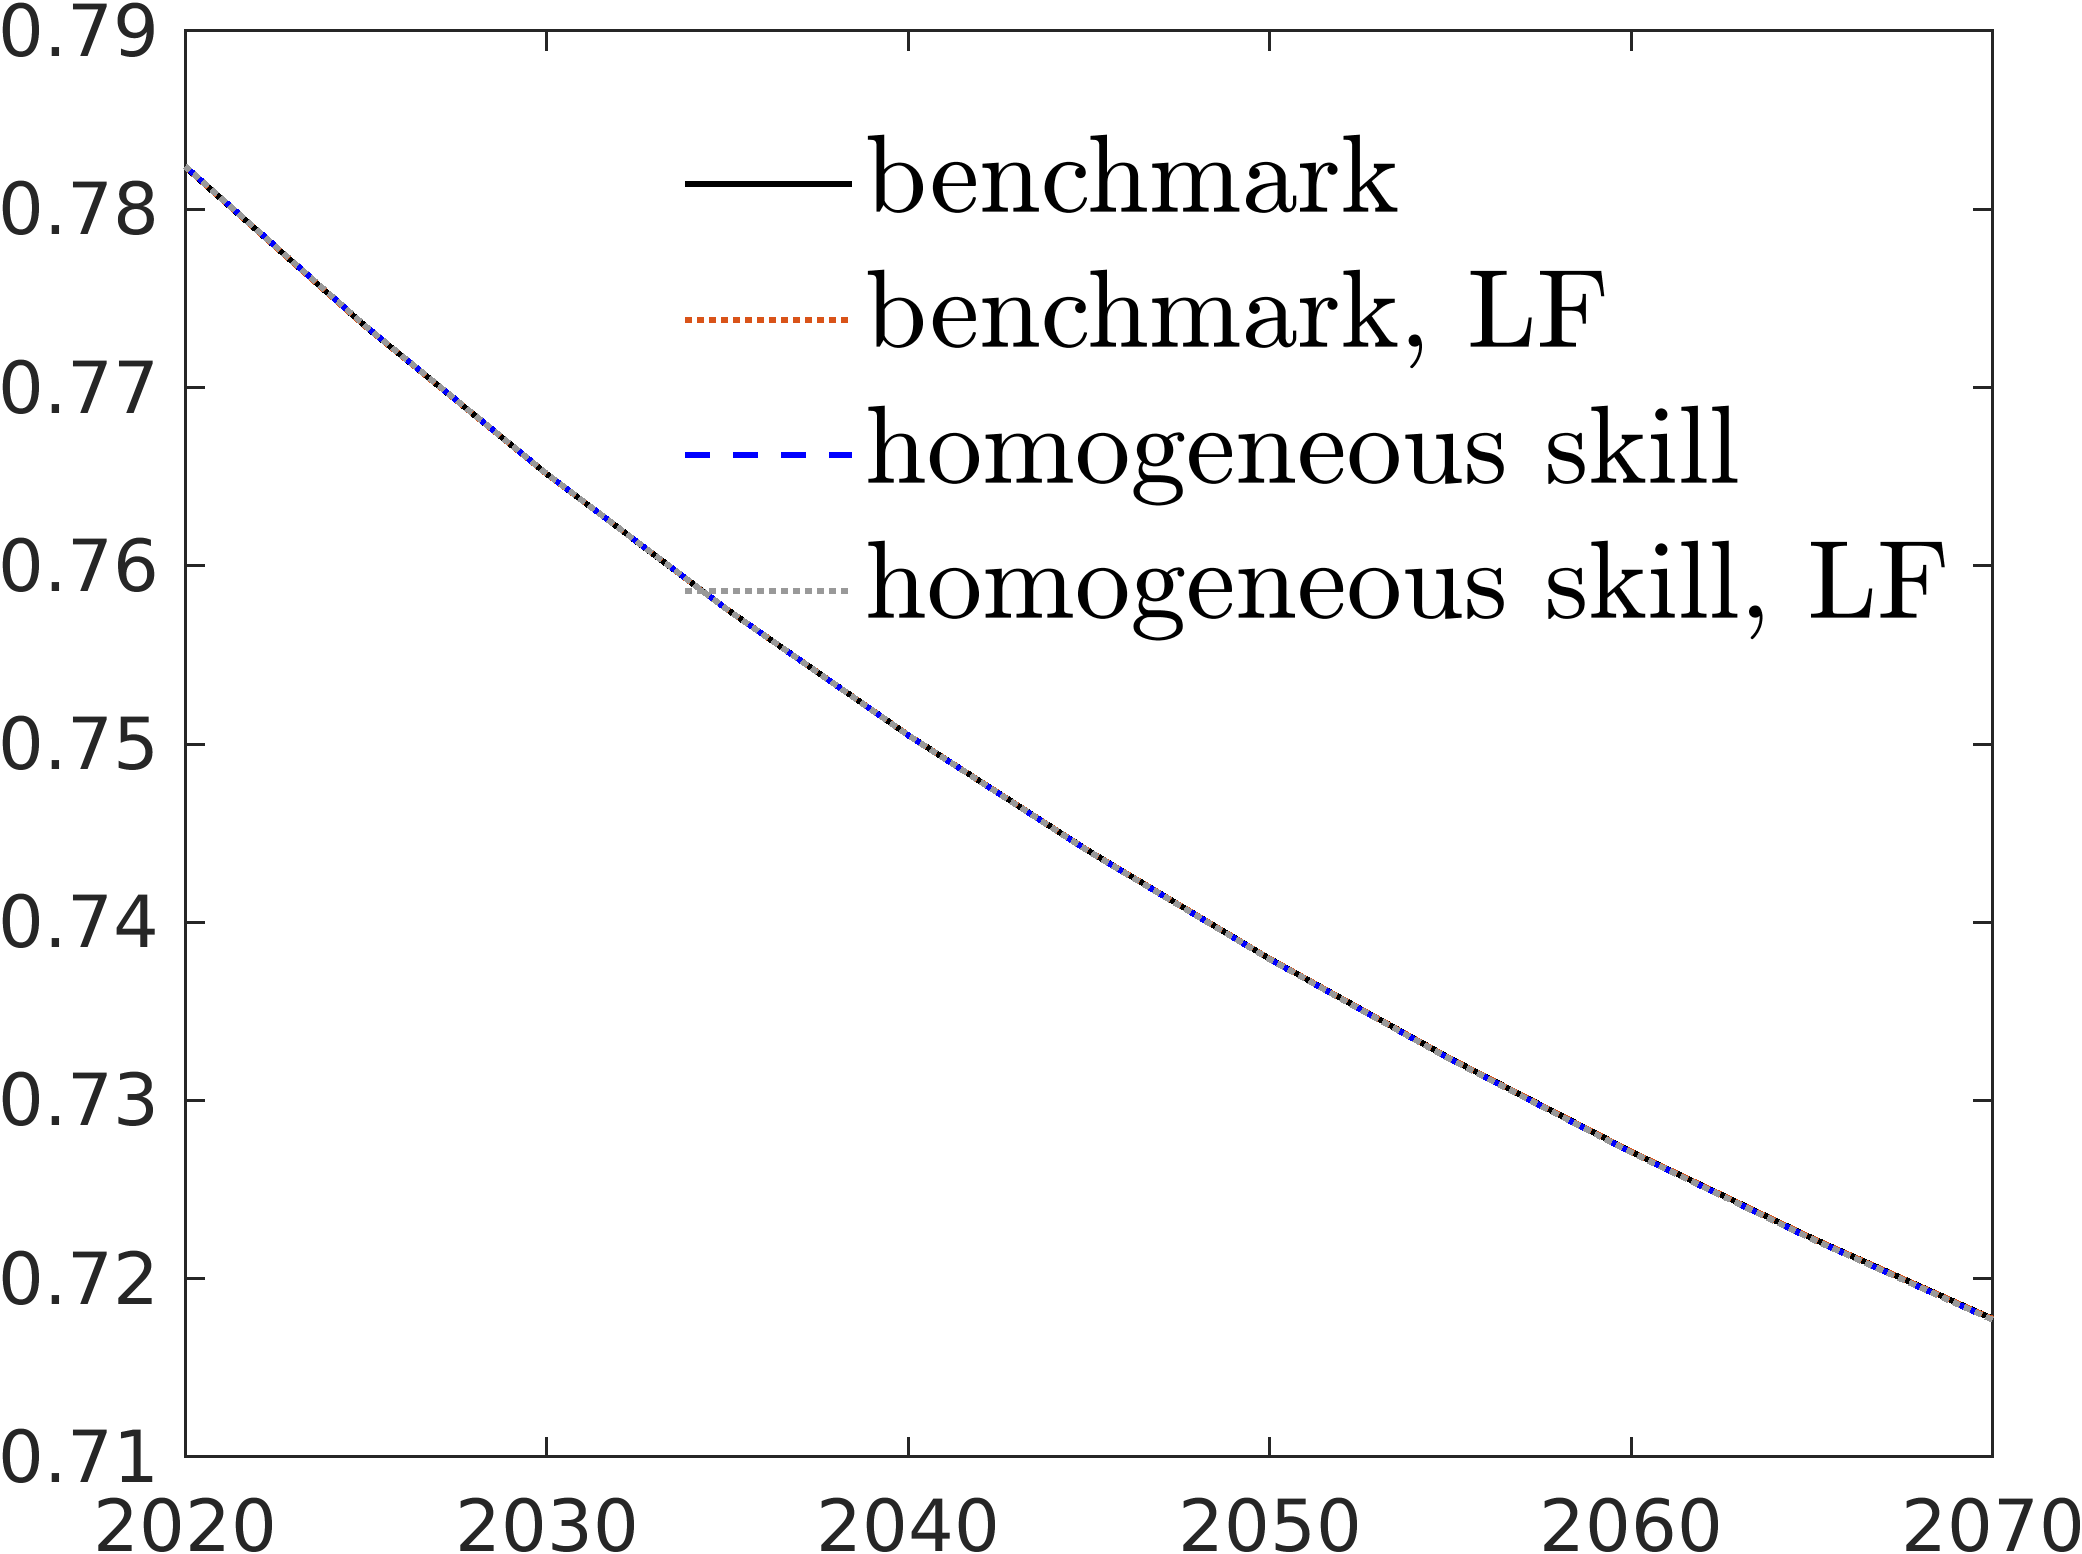 0.79
benchmark
0.78
benchmark, LF
0.77
homogeneous skill
0.76
homogeneous skill, LF
0.75
0.74
0.73
0.72
0.71
2020 2030 2040 2050 2060 2070